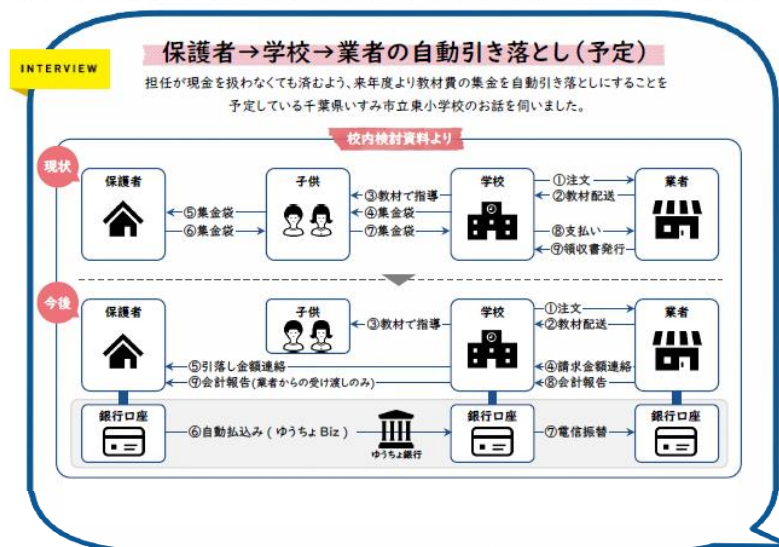 INTERVIEW
保護者→学校→業者の自動引き落とし(予定)
担任が現金を扱わなくても済むよう、来年度より教材費の集金を自動引き落としにすることを
予定している千葉県いすみ市立東小学校のお話を伺いました。
校内検討資料より
現状
保護者
子供
学校
業者
①注文
②教材配送
③教材で指導
④集金袋
⑤集金袋
⑥集金袋
⑦集金袋
⑧支払い
⑨領収書発行
今後
保護者
子供
学校
業者
①注文
②教材配送
③教材で指導
④請求金額連絡
⑤引落し金額連絡
⑧会計報告
⑨会計報告(業者からの受け渡しのみ)
銀行口座
⑥自動払込み(ゆうちょBiz)
ゆうちょ銀行
銀行口座
⑦電信振替
銀行口座